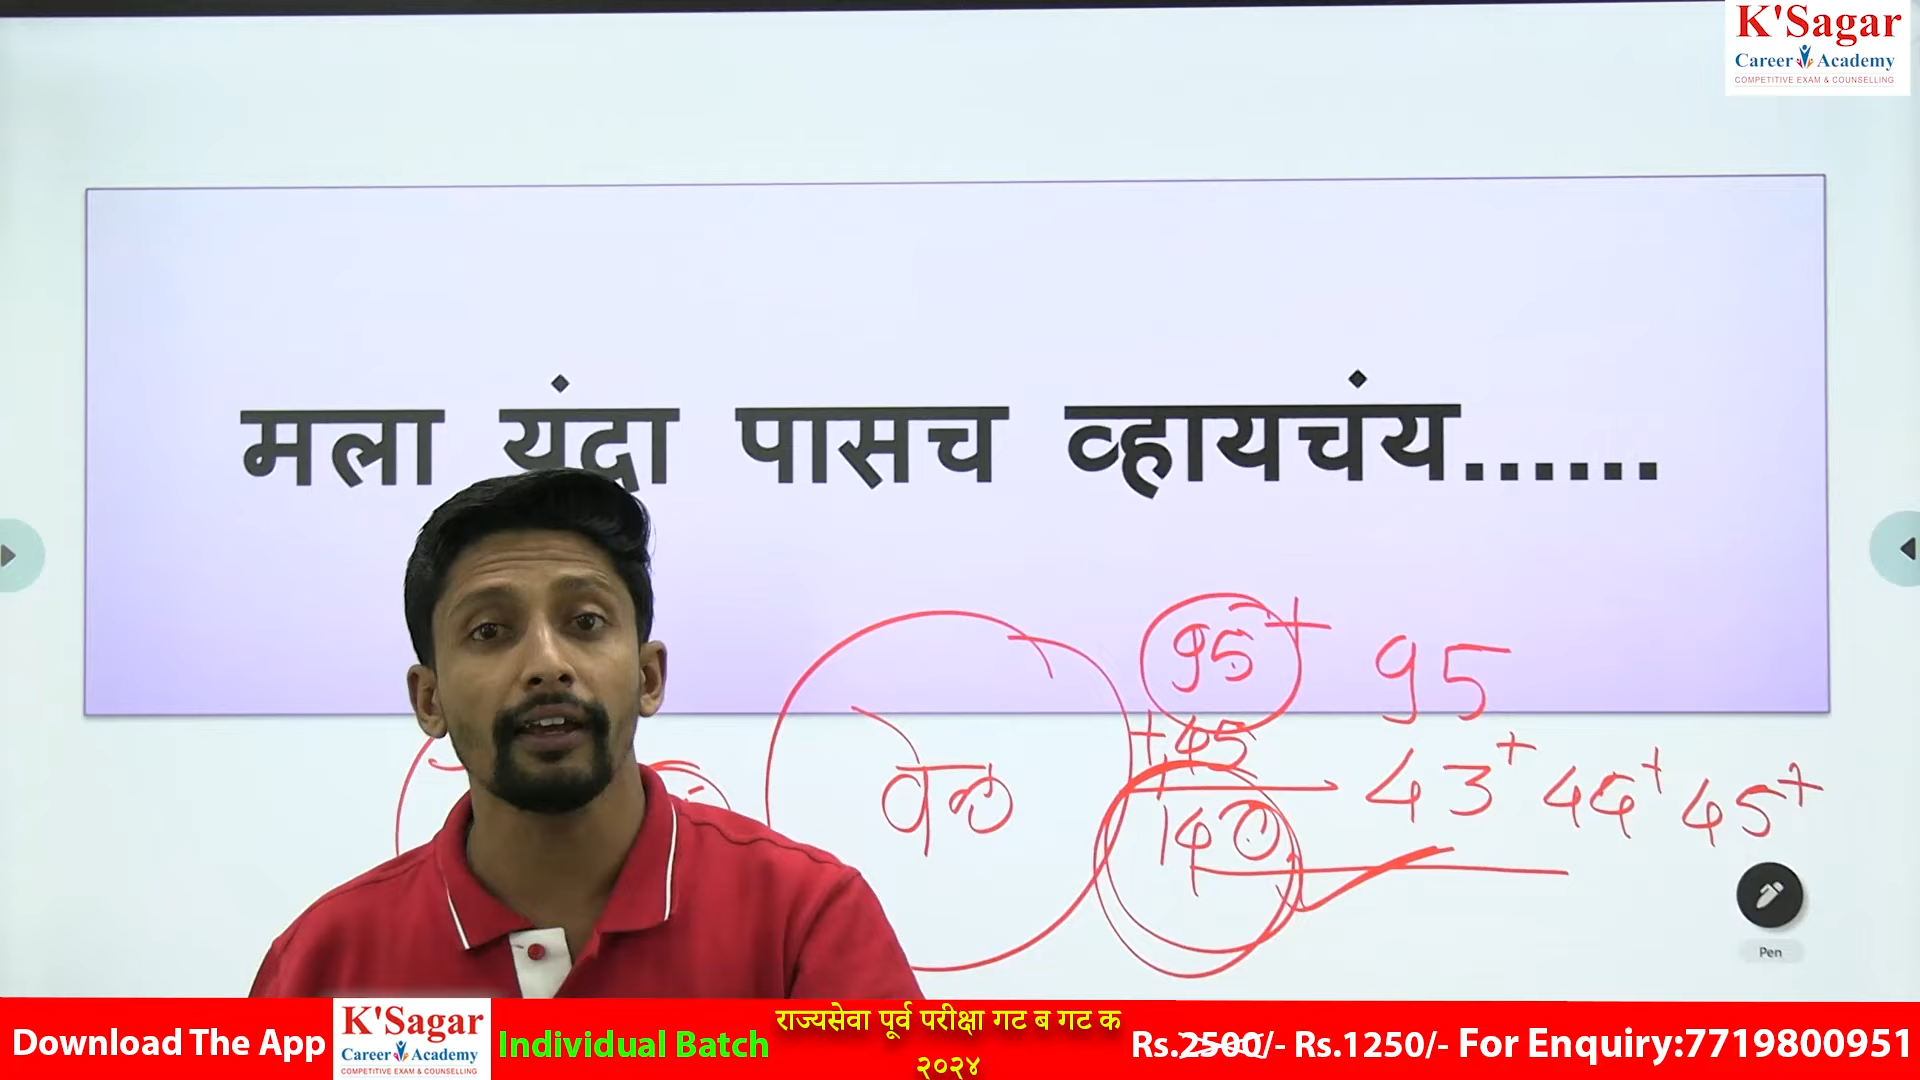 K'Sagar
Career Academy
COMPETITIVE EXAM & COUNSELLING
मला यंदा पासच व्हायचंय......
95+ 95
+45
43+ 44+ 45+
वेळ
140
Pen
Download The App
K'Sagar
Career Academy
COMPETITIVE EXAM & COUNSELLING
Individual Batch
राज्यसेवा पूर्व परीक्षा गट ब गट क
२०२४
Rs.2500/- Rs.1250/- For Enquiry:7719800951